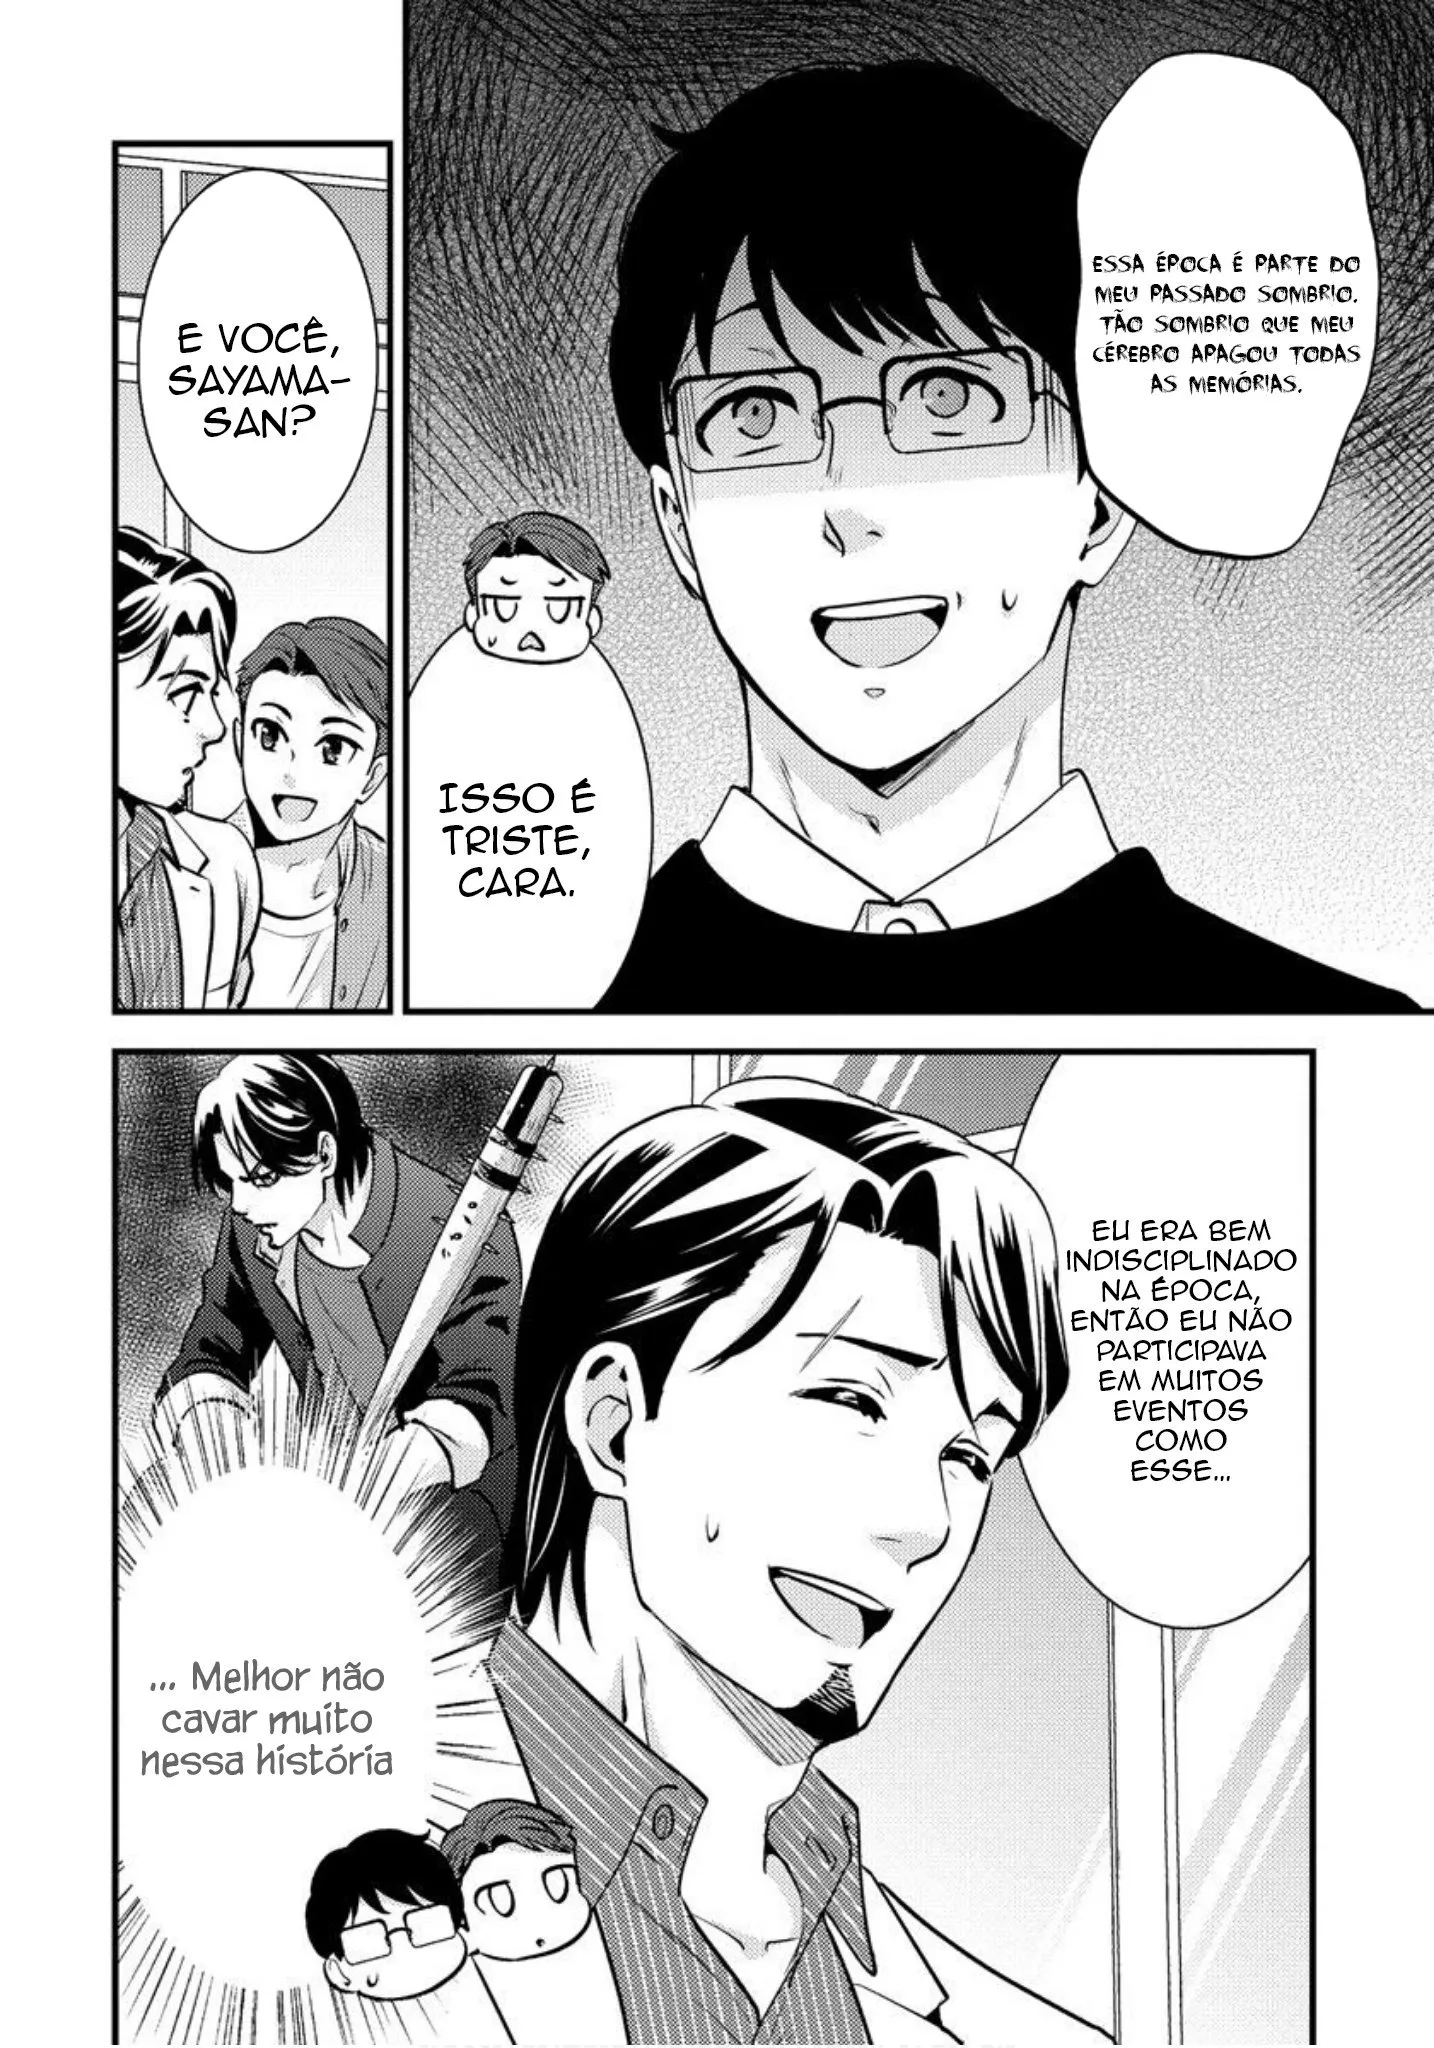 ESSA ÉPOCA É PARTE DO
MEU PASSADO SOMBRIO.
TÃO SOMBRIO QUE MEU
CÉREBRO APAGOU TODAS
AS MEMÓRIAS.
ISSO É
TRISTE,
CARA.
E VOCÊ,
SAYAMA-
SAN?
EU ERA BEM
INDISCIPLINADO
NA ÉPOCA,
ENTÃO EU NÃO
PARTICIPAVA
EM MUITOS
EVENTOS
COMO
ESSE...
... Melhor não
cavar muito
nessa história